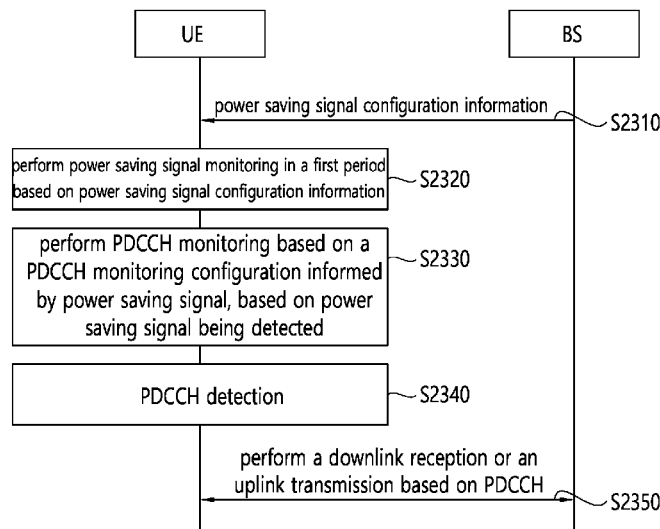 UE
BS
power saving signal configuration information
S2310
perform power saving signal monitoring in a first period
based on power saving signal configuration information
S2320
perform PDCCH monitoring based on a
PDCCH monitoring configuration informed
by power saving signal, based on power
saving signal being detected
S2330
PDCCH detection
S2340
perform a downlink reception or an
uplink transmission based on PDCCH
S2350